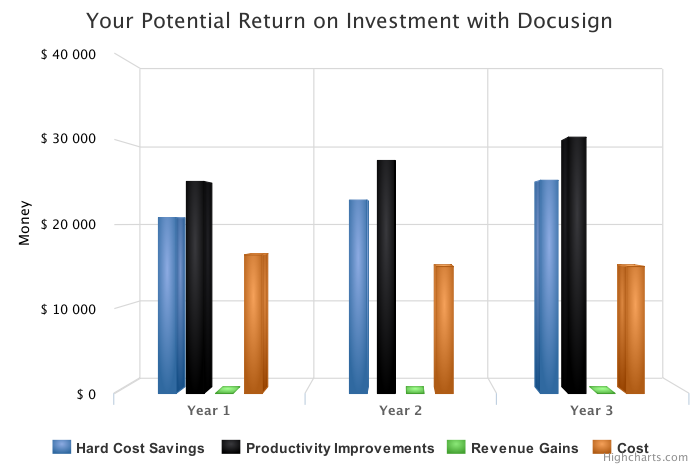 Your Potential Return on Investment with Docusign
$ 40 000
$ 30 000
$ 20 000
$ 10 000
$ 0
Money
Year 1
Year 2
Year 3
Hard Cost Savings
Productivity Improvements
Revenue Gains
Cost
Highcharts.com